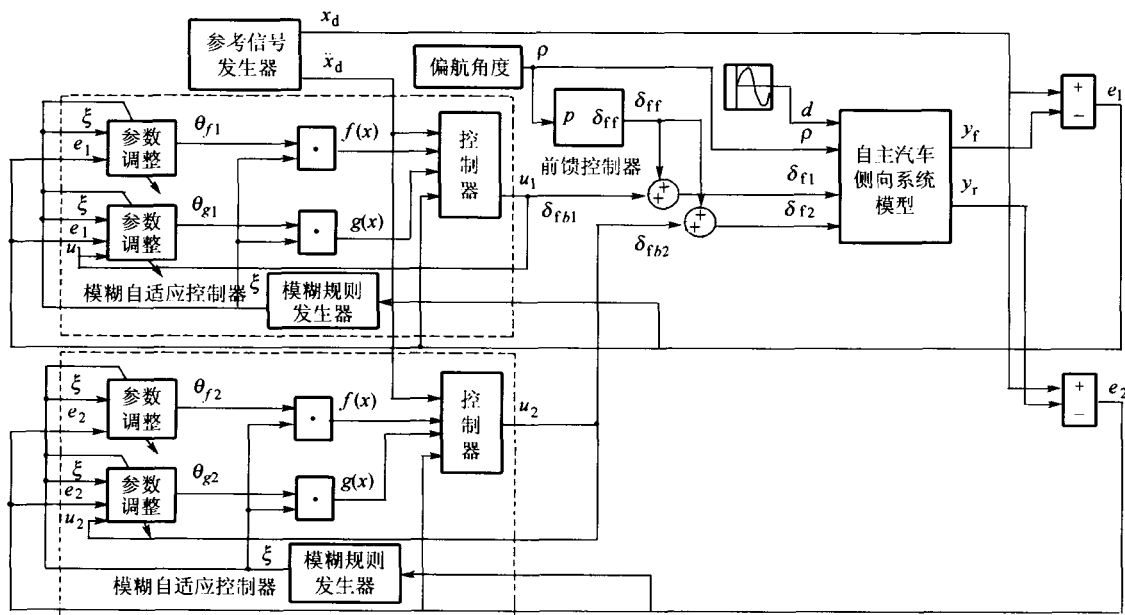 x_d
参考信号
发生器
ẍ_d
偏航角度
ρ
p δ_ff
δ_ff
前馈控制器
d
ρ
δ_f1
δ_f2
自主汽车
侧向系统
模型
y_f
y_r
+
−
e_1
ξ
e_1
参数
调整
θ_f1
·
f(x)
控
制
器
u_1
δ_fb1
+
+
+
+
δ_fb2
ξ
e_1
u_1
参数
调整
θ_g1
·
g(x)
模糊自适应控制器
ξ
模糊规则
发生器
+
−
e_2
ξ
e_2
参数
调整
θ_f2
·
f(x)
控
制
器
u_2
ξ
e_2
u_2
参数
调整
θ_g2
·
g(x)
模糊自适应控制器
ξ
模糊规则
发生器